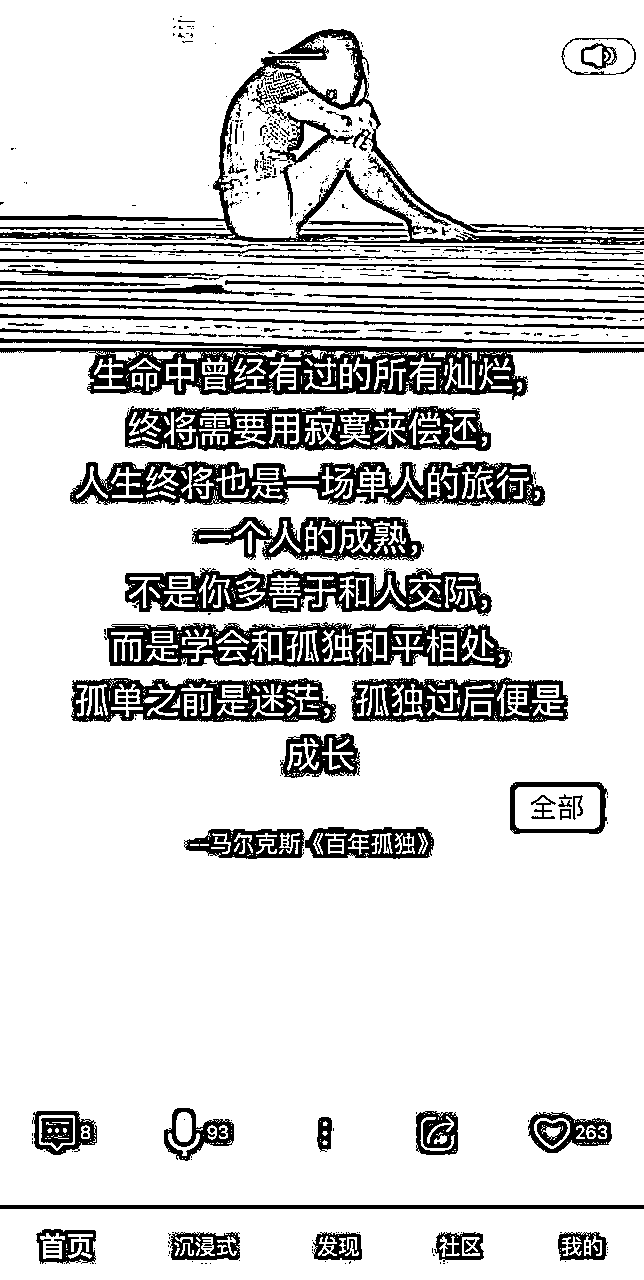 生命中曾经有过的所有灿烂,
终将需要用寂寞来偿还,
人生终将也是一场单人的旅行,
一个人的成熟,
不是你多善于和人交际,
而是学会和孤独和平相处,
孤单之前是迷茫,孤独过后便是
成长
全部
—马尔克斯《百年孤独》
8 93 263
首页 沉浸式 发现 社区 我的